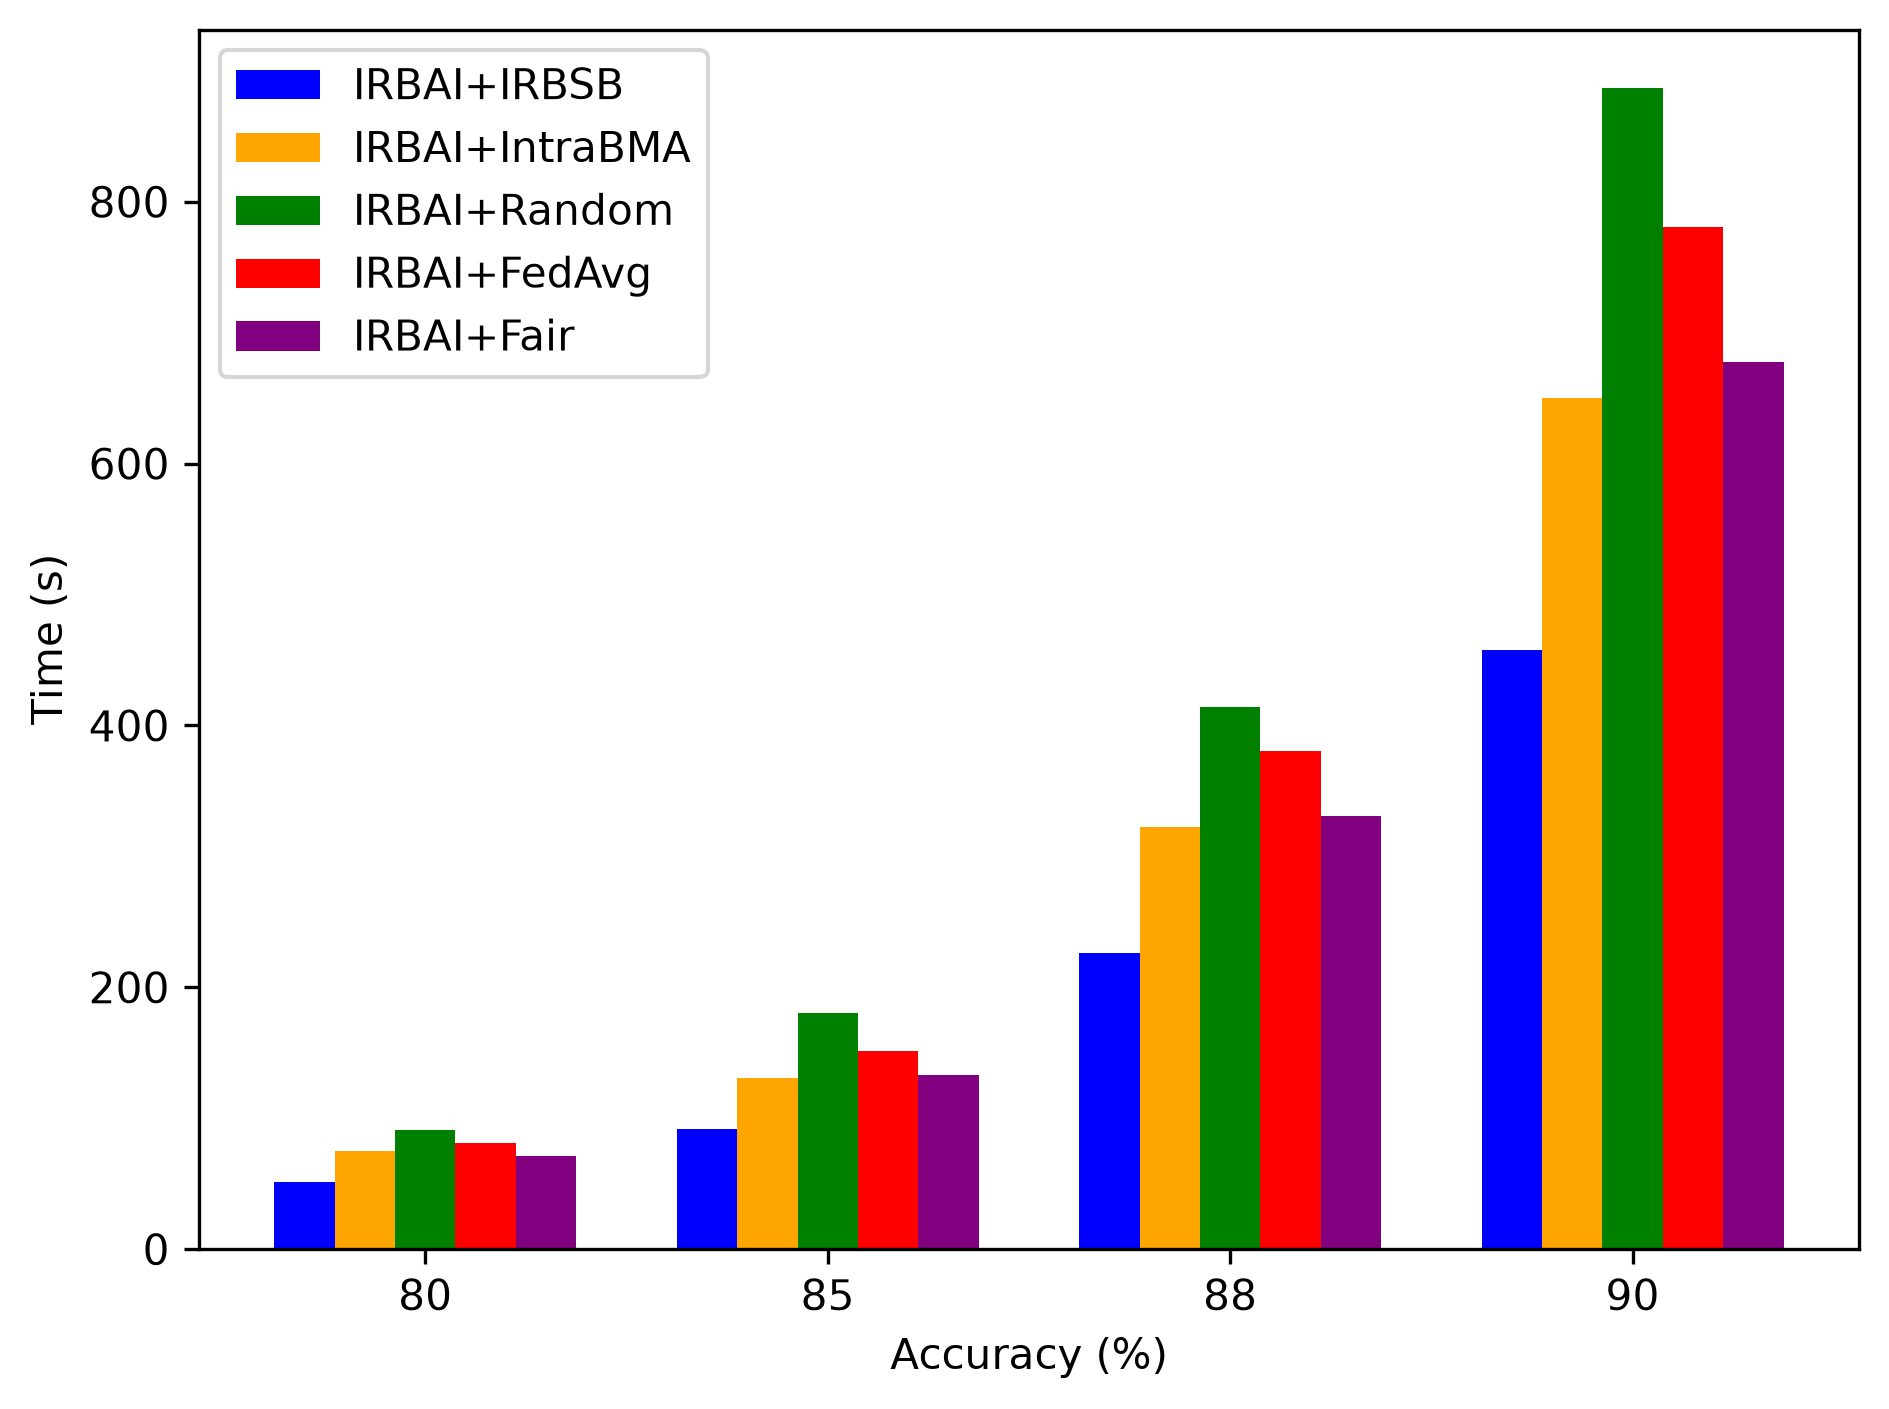 IRBAI+IRBSB
IRBAI+IntraBMA
IRBAI+Random
IRBAI+FedAvg
IRBAI+Fair
800
600
400
200
0
Time (s)
80 85 88 90
Accuracy (%)